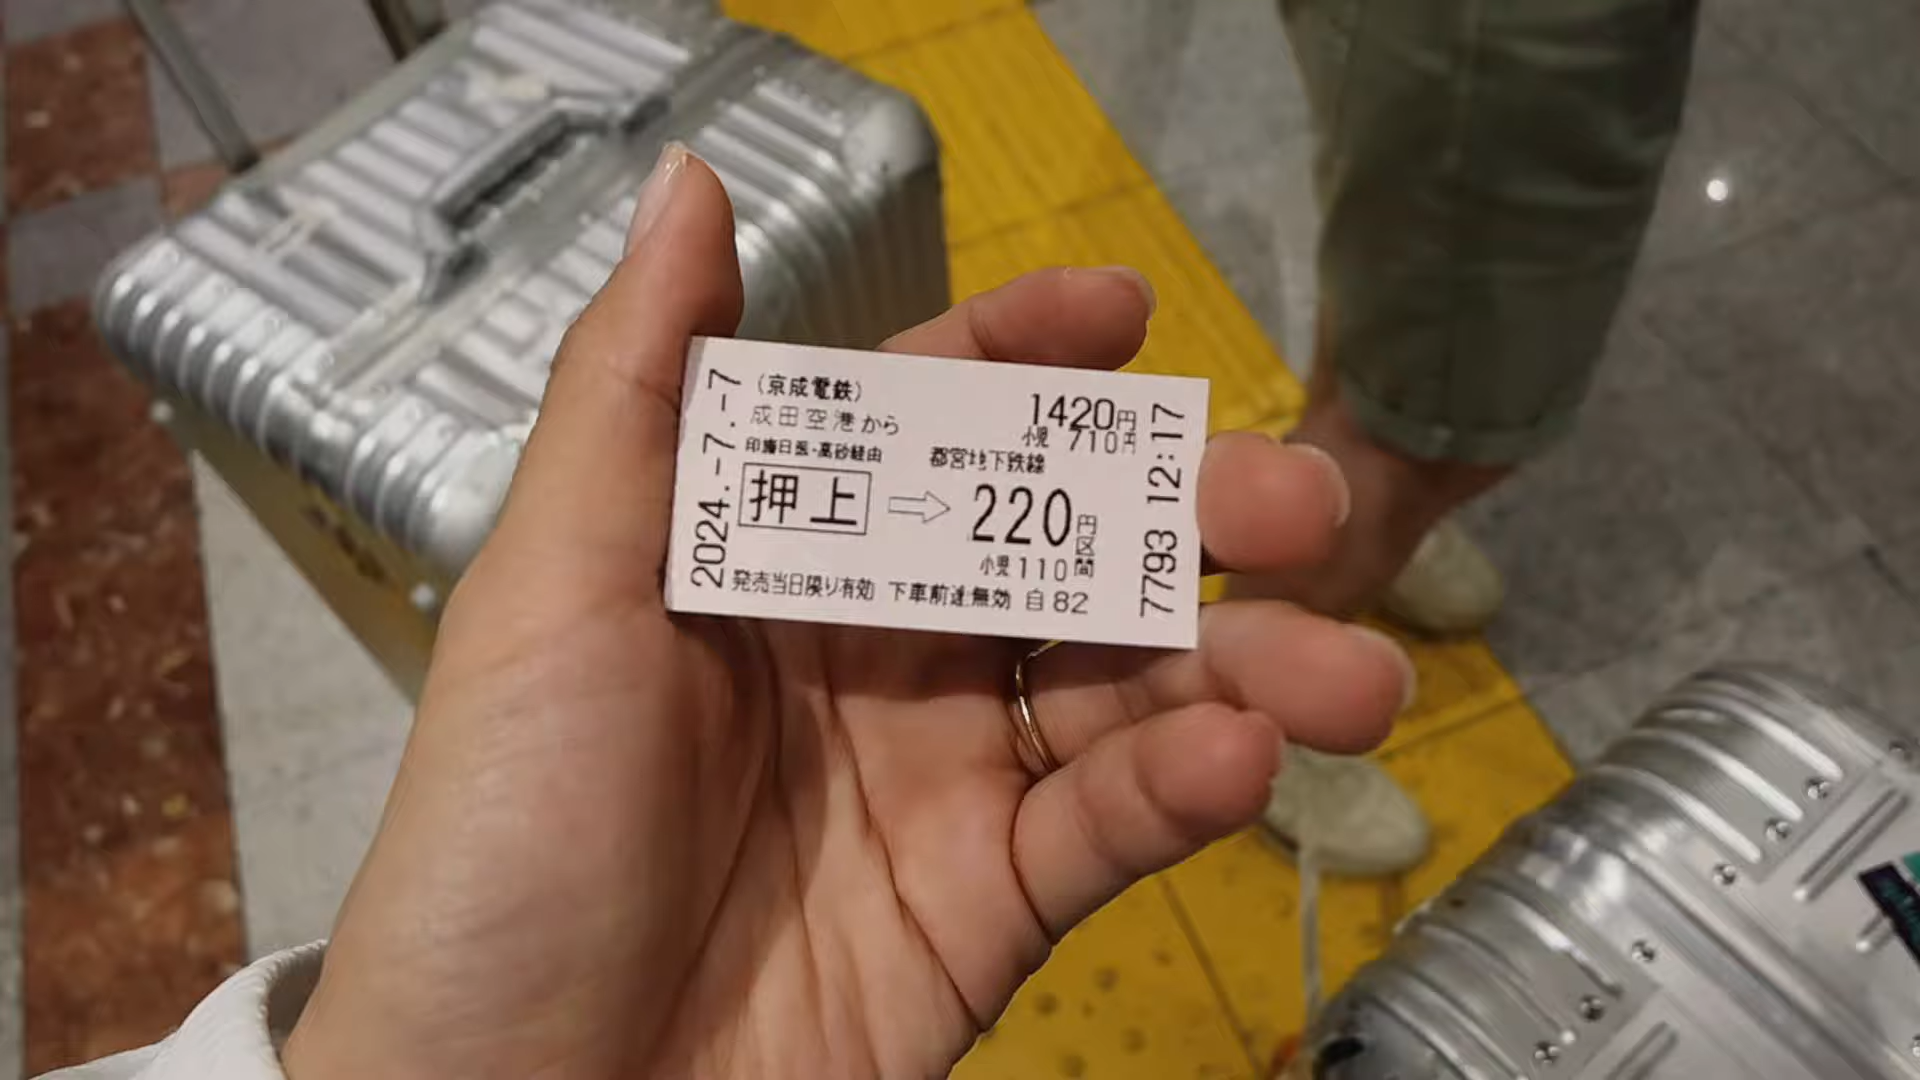 2024.-7.-7
(京成電鉄)
成田空港から
1420円
小児 710円
印旛日医・高砂経由
都営地下鉄線
押上 ⇨ 220円区間
小児 110
発売当日限り有効 下車前途無効 自82
7793 12:17